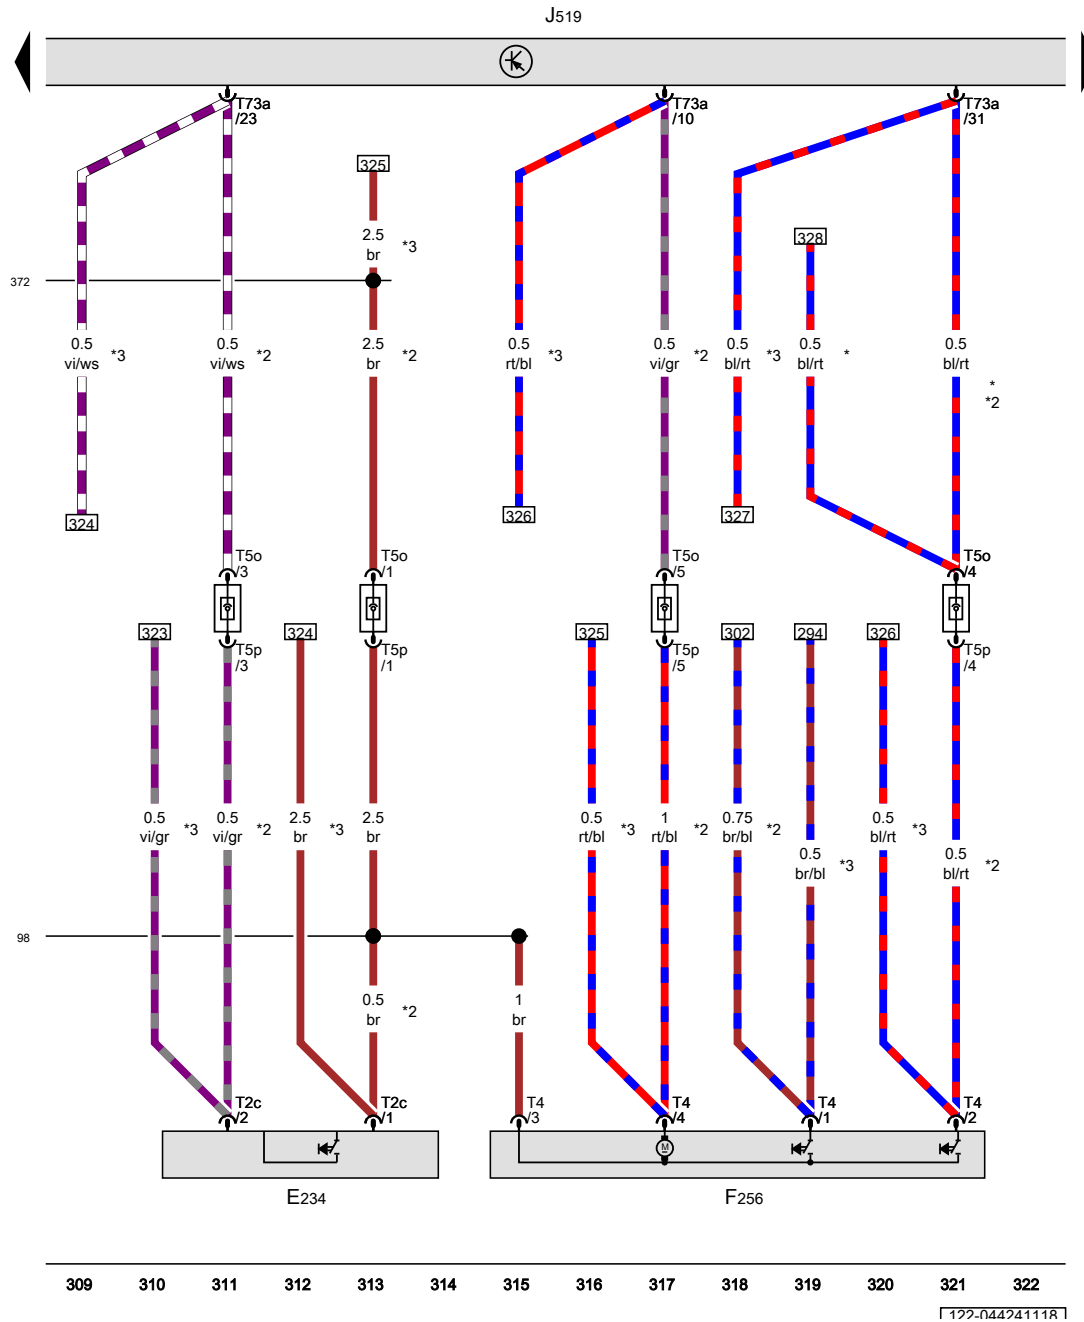 J519
T73a
/23
T73a
/10
T73a
/31
325
2.5
br
*3
328
372
0.5
vi/ws
*3
0.5
vi/ws
*2
2.5
br
*2
0.5
rt/bl
*3
0.5
vi/gr
*2
0.5
bl/rt
*3
0.5
bl/rt
*
0.5
bl/rt
*
*2
324
326
327
T5o
/3
T5o
/1
T5o
/5
T5o
/4
323
T5p
/3
324
T5p
/1
325
T5p
/5
302
294
326
T5p
/4
0.5
vi/gr
*3
0.5
vi/gr
*2
2.5
br
*3
2.5
br
0.5
rt/bl
*3
1
rt/bl
*2
0.75
br/bl
*2
0.5
br/bl
*3
0.5
bl/rt
*3
0.5
bl/rt
*2
98
0.5
br
*2
1
br
T2c
/2
T2c
/1
T4
/3
T4
/4
T4
/1
T4
/2
M
E234
F256
309 310 311 312 313 314 315 316 317 318 319 320 321 322
122-044241118